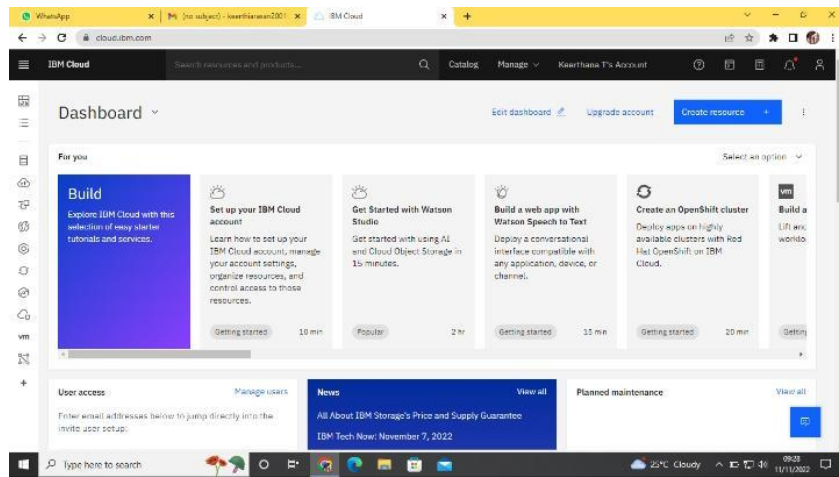 WhatsApp
(no subject) - keerthianasan2001
IBM Cloud
cloud.ibm.com
IBM Cloud
Search resources and products...
Catalog
Manage
Keerthana T's Account
Dashboard
Edit dashboard
Upgrade account
Create resource +
For you
Select an option
Build
Explore IBM Cloud with this
selection of easy starter
tutorials and services.
Set up your IBM Cloud
account
Learn how to set up your
IBM Cloud account, manage
your account settings,
organize resources, and
control access to those
resources.
Getting started 10 min
Get Started with Watson
Studio
Get started with using AI
and Cloud Object Storage in
15 minutes.
Popular 2 hr
Build a web app with
Watson Speech to Text
Deploy a conversational
interface compatible with
any application, device, or
channel.
Getting started 15 min
Create an OpenShift cluster
Deploy apps on highly
available clusters with Red
Hat OpenShift on IBM
Cloud.
Getting started 20 min
vm
Build a
Lift and
worklo
Getting
vm
User access Manage users
Enter email addresses below to jump directly into the
invite user setup.
News View all
All About IBM Storage's Price and Supply Guarantee
IBM Tech Now: November 7, 2022
Planned maintenance View all
Type here to search
25°C Cloudy
09:23
11/11/2022